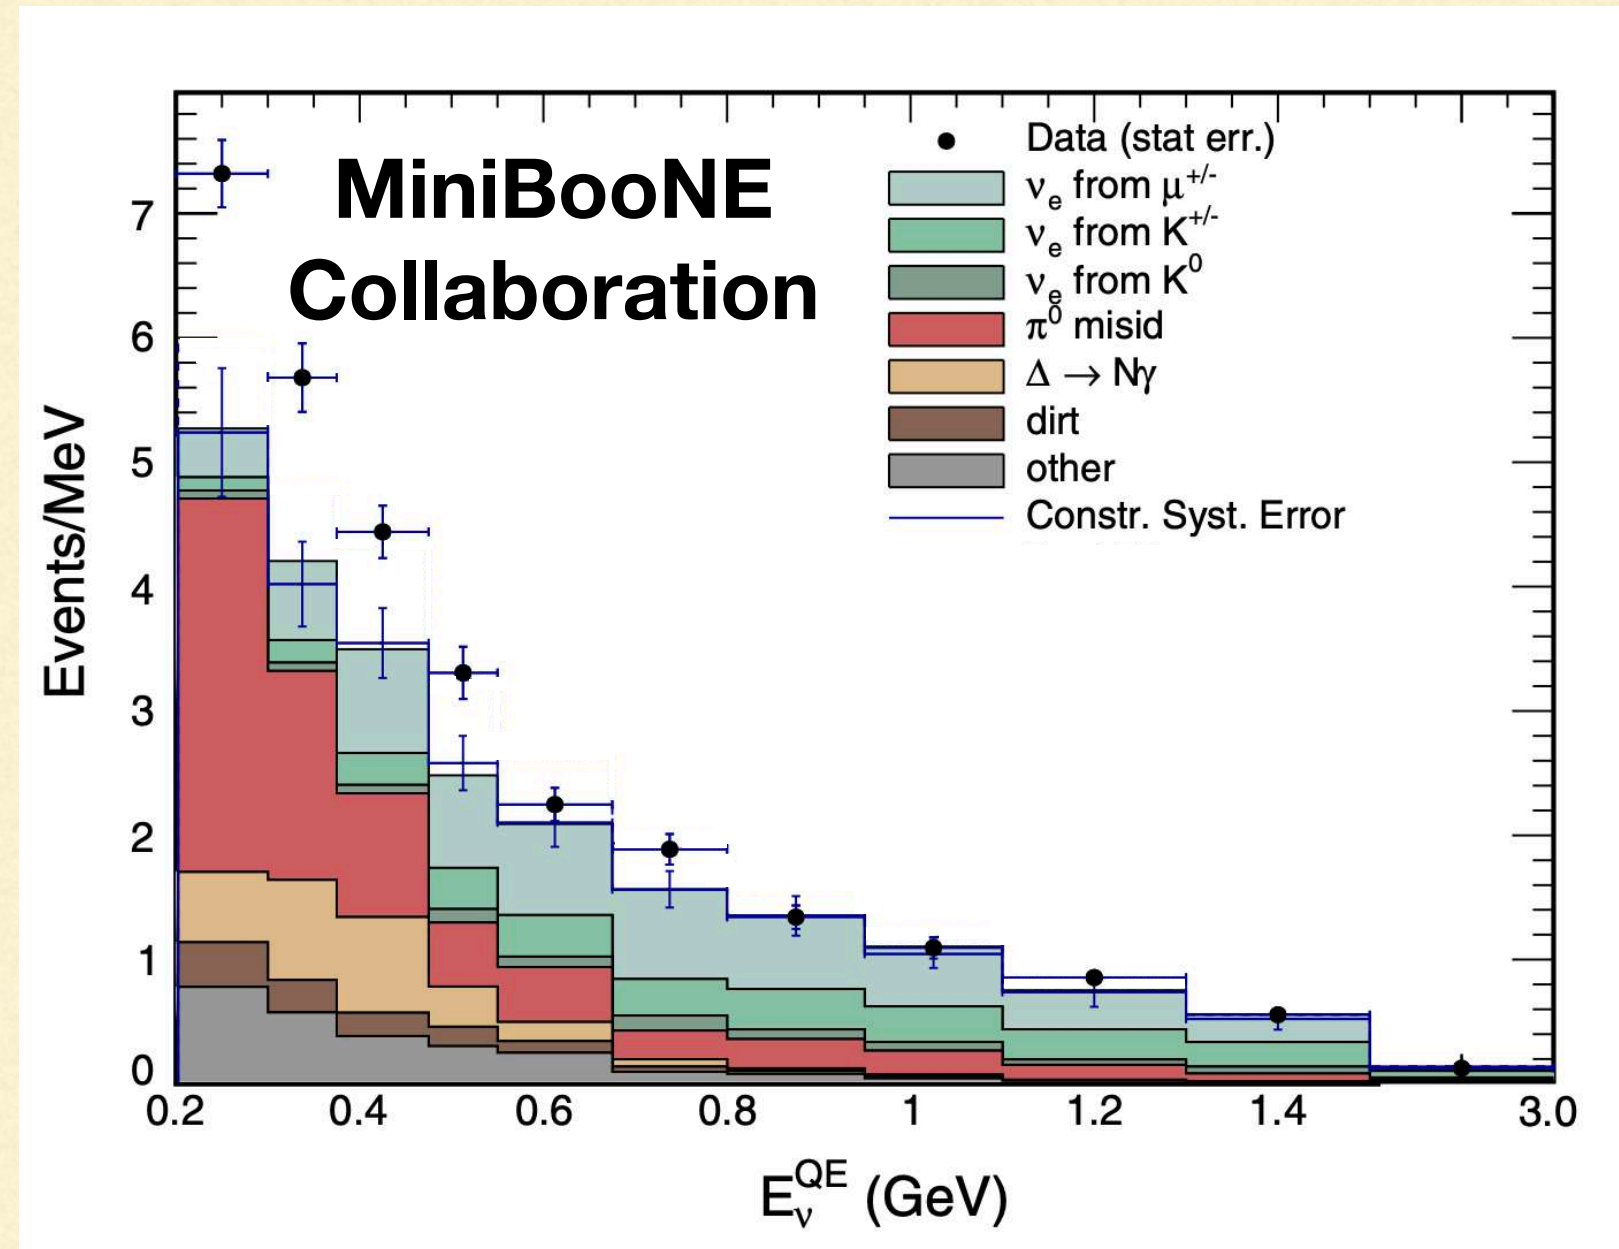 MiniBooNE
Collaboration
Data (stat err.)
νe from μ+/-
νe from K+/-
νe from K0
π0 misid
Δ → Nγ
dirt
other
Constr. Syst. Error
Events/MeV
7
6
5
4
3
2
1
0
0.2 0.4 0.6 0.8 1 1.2 1.4 3.0
EνQE (GeV)